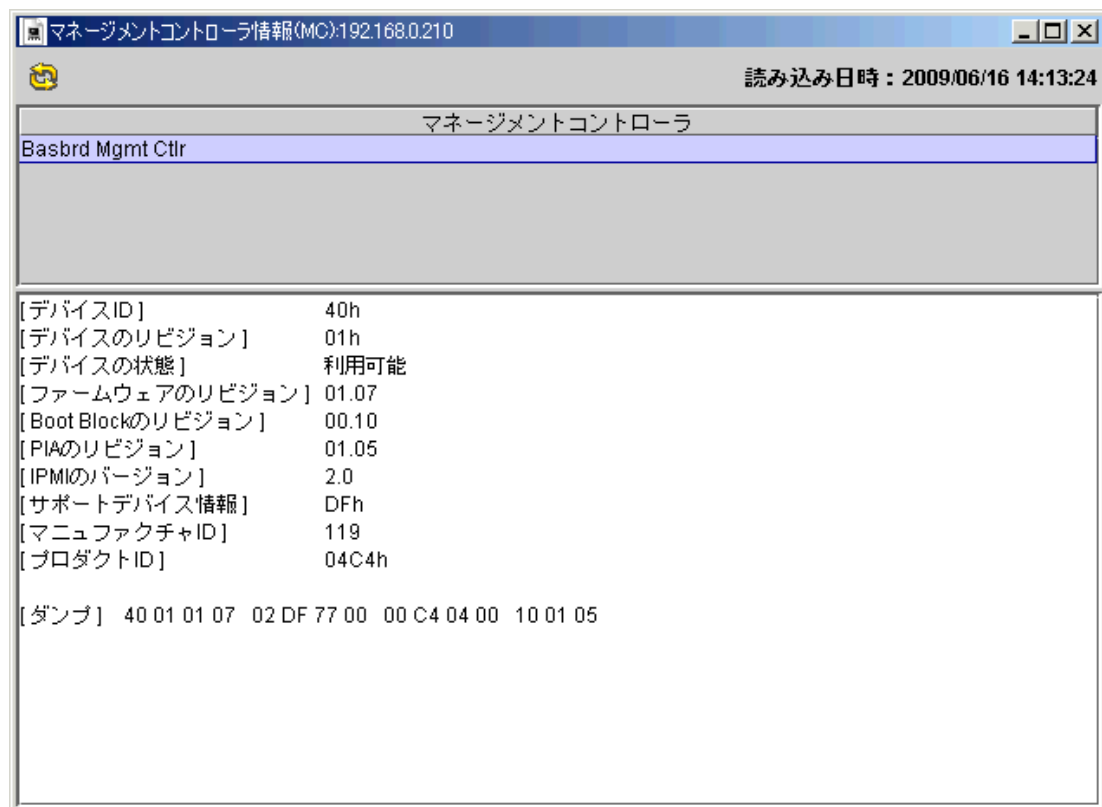 マネージメントコントローラ情報(MC):192.168.0.210
読み込み日時：2009/06/16 14:13:24
マネージメントコントローラ
Basbrd Mgmt Ctlr
[デバイスID] 40h
[デバイスのリビジョン] 01h
[デバイスの状態] 利用可能
[ファームウェアのリビジョン] 01.07
[Boot Blockのリビジョン] 00.10
[PIAのリビジョン] 01.05
[IPMIのバージョン] 2.0
[サポートデバイス情報] DFh
[マニュファクチャID] 119
[プロダクトID] 04C4h
[ダンプ] 40 01 01 07 02 DF 77 00 00 C4 04 00 10 01 05